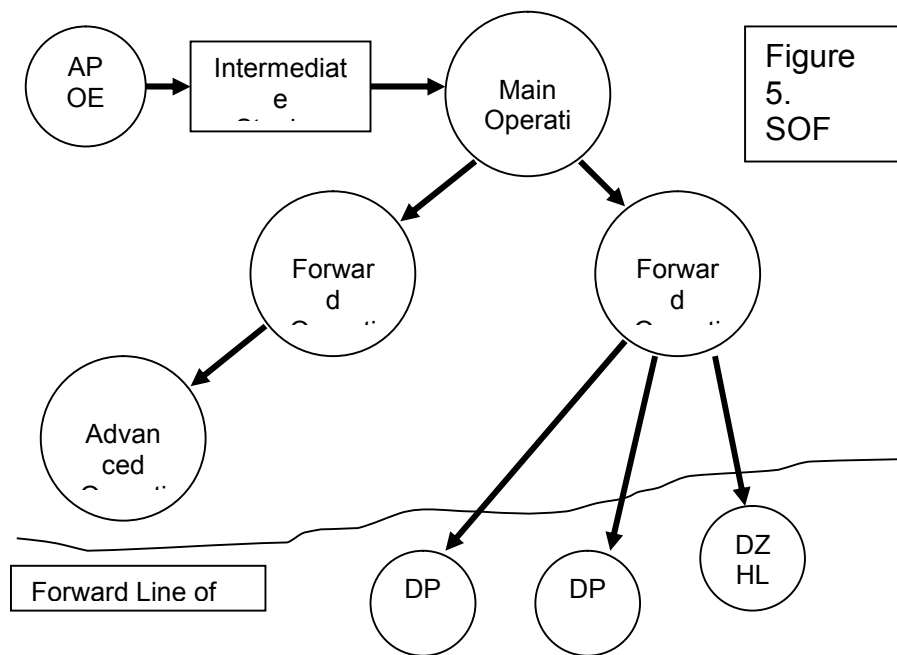 AP
OE
Intermediat
e
Main
Operati
Figure
5.
SOF
Forwar
d
Forwar
d
Advan
ced
DZ
HL
DP
DP
Forward Line of